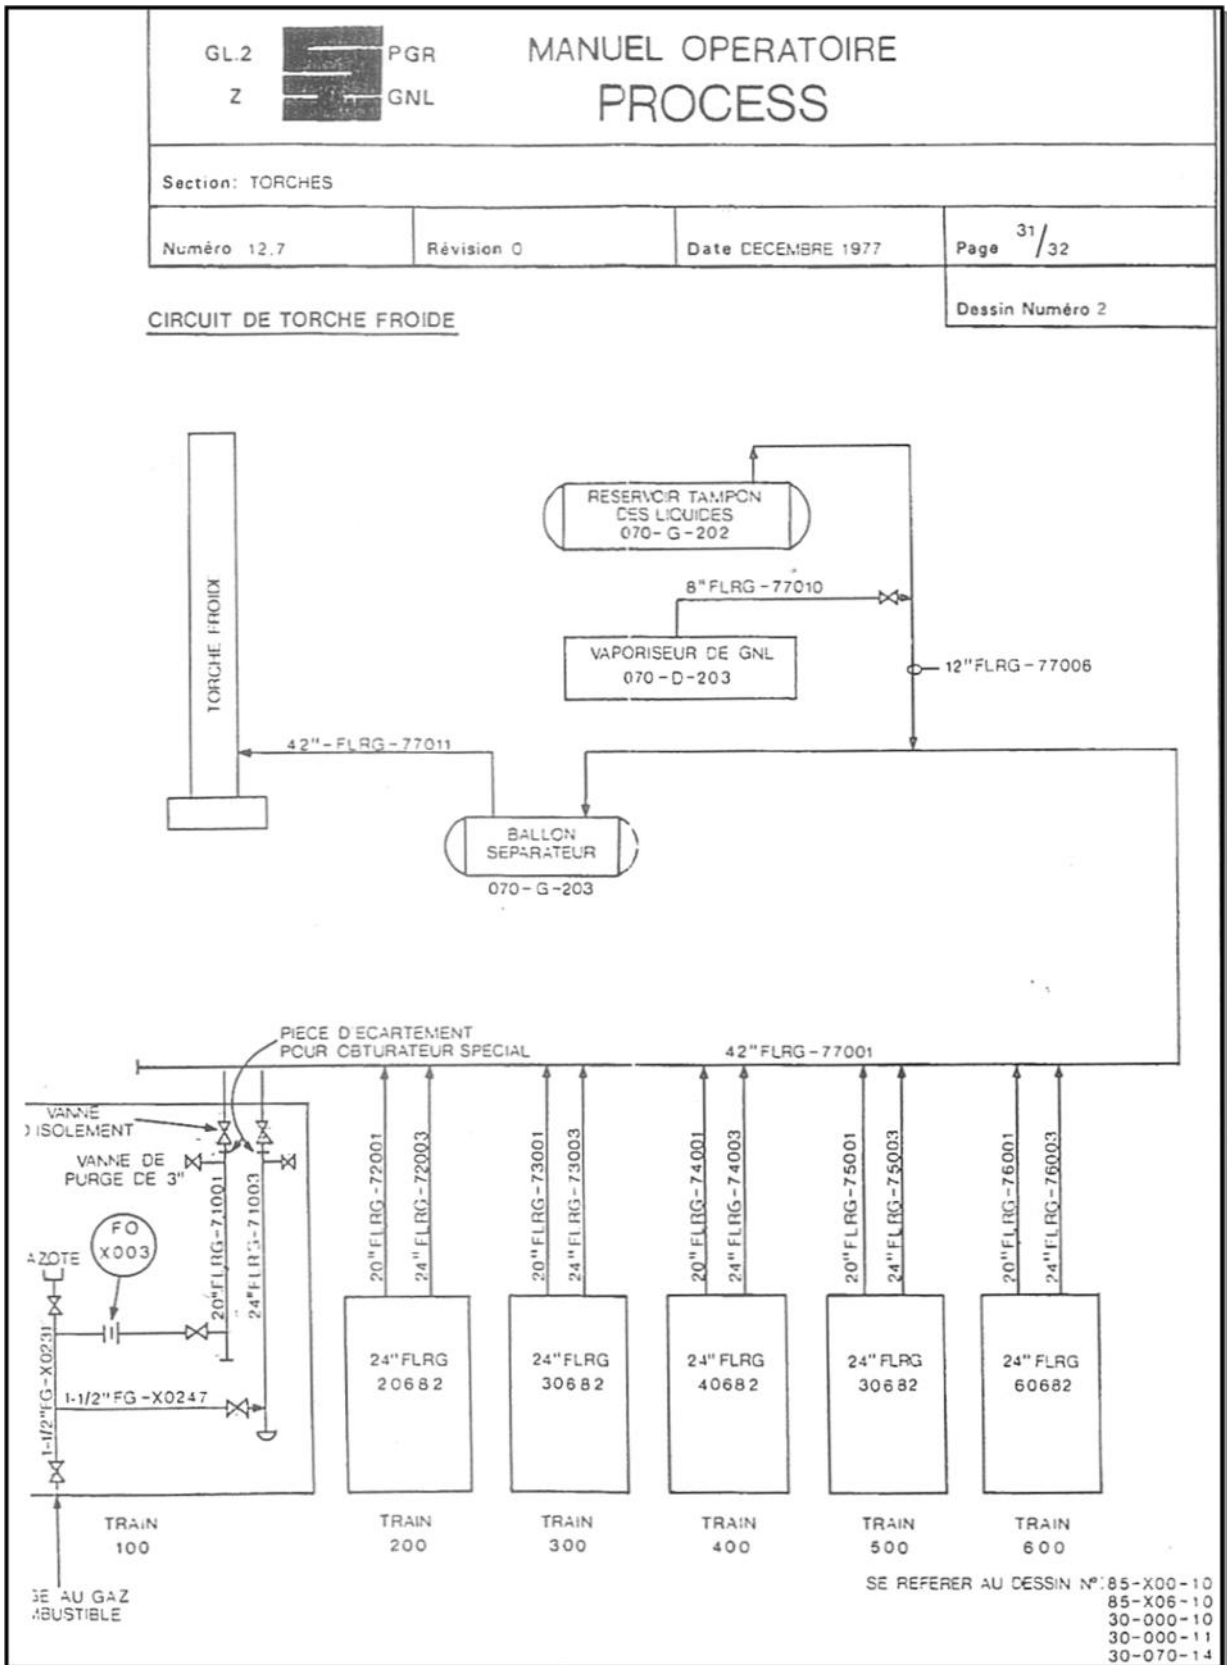 GL.2 PGR
Z GNL
MANUEL OPERATOIRE
PROCESS
Section: TORCHES
Numéro 12.7
Révision 0
Date DECEMBRE 1977
Page 31/32
Dessin Numéro 2
CIRCUIT DE TORCHE FROIDE
TORCHE FROIDE
RESERVOIR TAMPON
DES LIQUIDES
070-G-202
8"FLRG-77010
VAPORISEUR DE GNL
070-D-203
12"FLRG-77006
42"-FLRG-77011
BALLON
SEPARATEUR
070-G-203
PIECE D'ECARTEMENT
POUR OBTURATEUR SPECIAL
42"FLRG-77001
VANNE
D'ISOLEMENT
VANNE DE
PURGE DE 3"
FO
X003
AZOTE
20"FLRG-71001
24"FLRG-71003
1-1/2"FG-X0231
1-1/2"FG-X0247
20"FLRG-72001
24"FLRG-72003
20"FLRG-73001
24"FLRG-73003
20"FLRG-74001
24"FLRG-74003
20"FLRG-75001
24"FLRG-75003
20"FLRG-76001
24"FLRG-76003
24"FLRG
20682
24"FLRG
30682
24"FLRG
40682
24"FLRG
30682
24"FLRG
60682
TRAIN
100
TRAIN
200
TRAIN
300
TRAIN
400
TRAIN
500
TRAIN
600
GE AU GAZ
MBUSTIBLE
SE REFERER AU DESSIN Nº:85-X00-10
85-X06-10
30-000-10
30-000-11
30-070-14